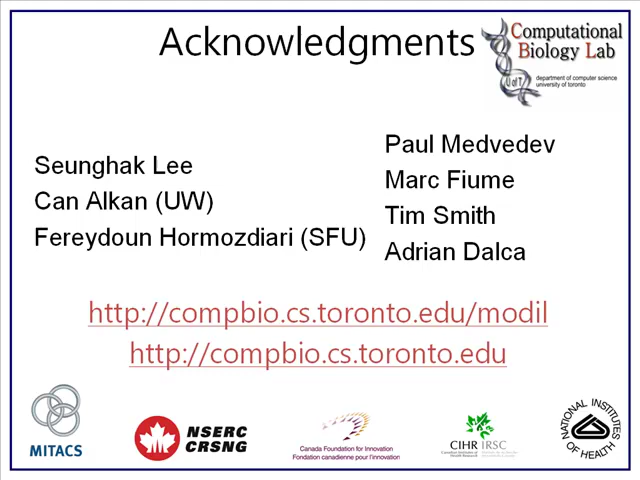 Acknowledgments
Computational
Biology Lab
department of computer science
university of toronto
U of T
Seunghak Lee
Can Alkan (UW)
Fereydoun Hormozdiari (SFU)
Paul Medvedev
Marc Fiume
Tim Smith
Adrian Dalca
http://compbio.cs.toronto.edu/modil
http://compbio.cs.toronto.edu
MITACS
NSERC
CRSNG
Canada Foundation for Innovation
Fondation canadienne pour l'innovation
CIHR IRSC
NATIONAL INSTITUTES
OF HEALTH